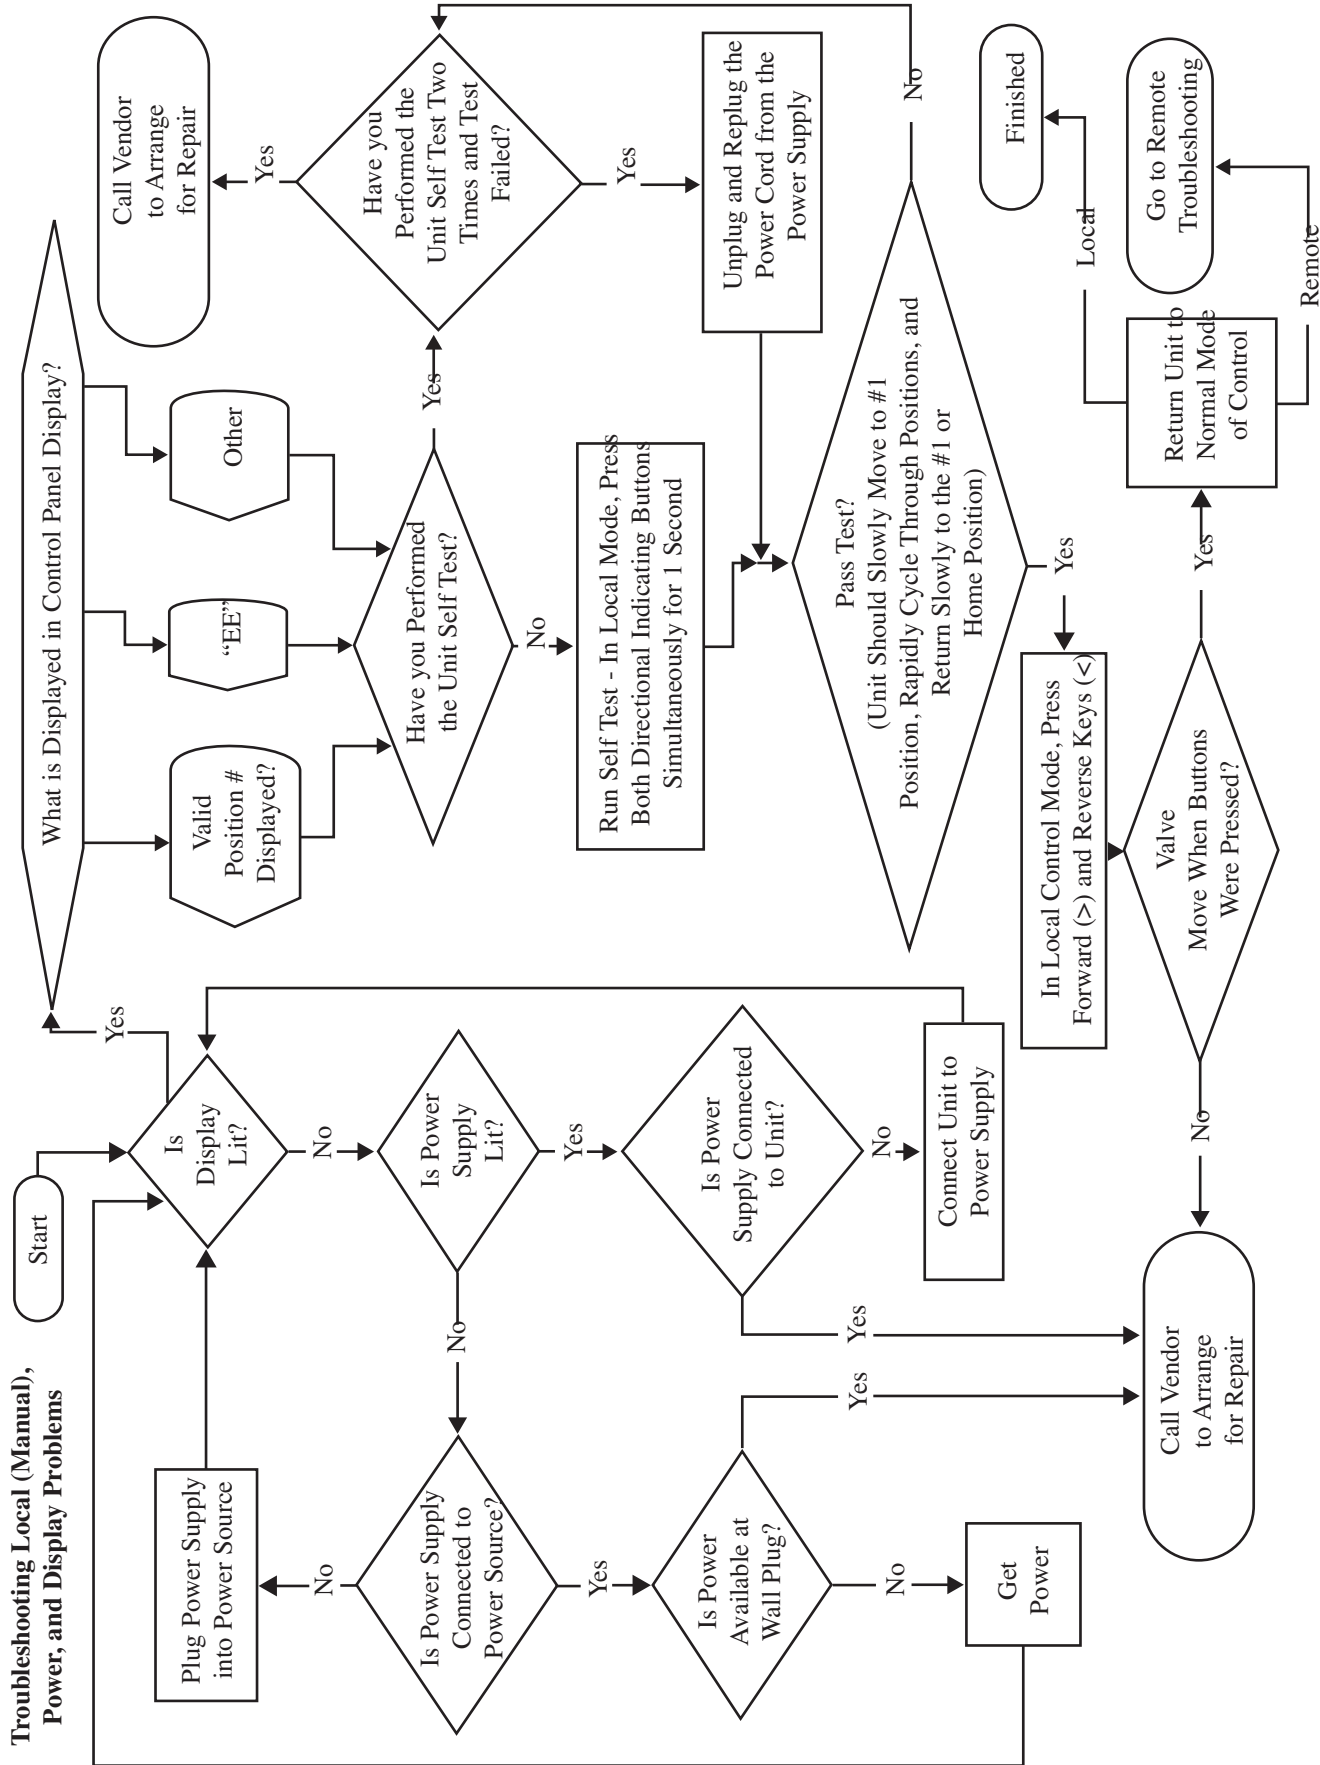 Troubleshooting Local (Manual),
Power, and Display Problems
Start
Is
Display
Lit?
Yes
No
Plug Power Supply
into Power Source
Is Power
Supply
Lit?
No
Yes
Is Power Supply
Connected to
Power Source?
No
Yes
Is Power
Supply Connected
to Unit?
Yes
No
Is Power
Available at
Wall Plug?
Yes
No
Connect Unit to
Power Supply
Get
Power
Call Vendor
to Arrange
for Repair
What is Displayed in Control Panel Display?
Valid
Position #
Displayed?
“EE”
Other
Have you Performed
the Unit Self Test?
Yes
No
Have you
Performed the
Unit Self Test Two
Times and Test
Failed?
Yes
Yes
Call Vendor
to Arrange
for Repair
Run Self Test - In Local Mode, Press
Both Directional Indicating Buttons
Simultaneously for 1 Second
Unplug and Replug the
Power Cord from the
Power Supply
Pass Test?
(Unit Should Slowly Move to #1
Position, Rapidly Cycle Through Positions, and
Return Slowly to the #1 or
Home Position)
No
Yes
In Local Control Mode, Press
Forward (>) and Reverse Keys (<)
Valve
Move When Buttons
Were Pressed?
No
Yes
Return Unit to
Normal Mode
of Control
Local
Remote
Finished
Go to Remote
Troubleshooting